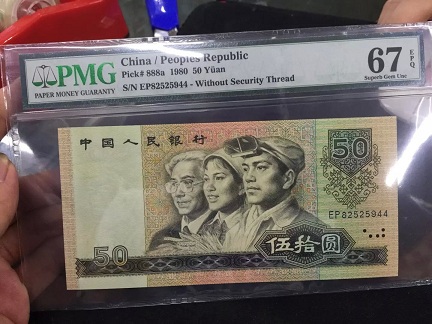 PMG
PAPER MONEY GUARANTY
China / Peoples Republic
Pick# 888a 1980 50 Yüan
S/N EP82525944 - Without Security Thread
67 EPQ
Superb Gem Unc
中国人民银行
50
EP82525944
50
伍拾圆